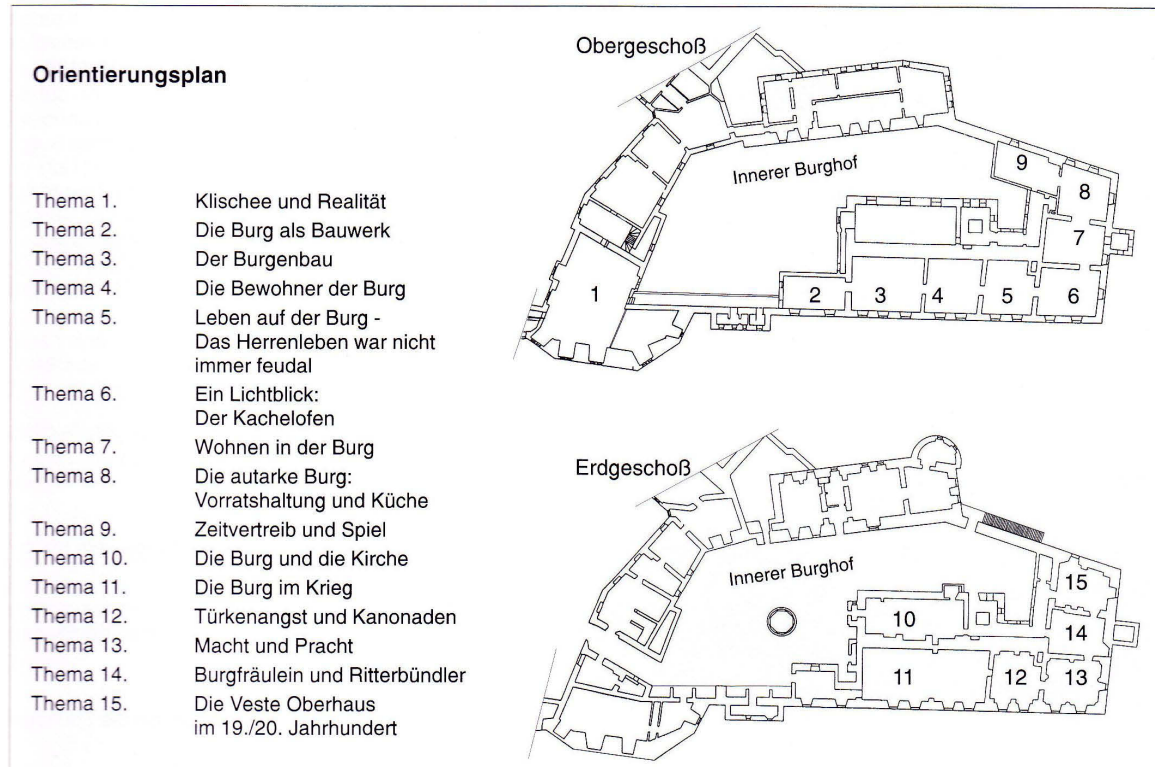 Orientierungsplan
Thema 1. Klischee und Realität
Thema 2. Die Burg als Bauwerk
Thema 3. Der Burgenbau
Thema 4. Die Bewohner der Burg
Thema 5. Leben auf der Burg -
Das Herrenleben war nicht
immer feudal
Thema 6. Ein Lichtblick:
Der Kachelofen
Thema 7. Wohnen in der Burg
Thema 8. Die autarke Burg:
Vorratshaltung und Küche
Thema 9. Zeitvertreib und Spiel
Thema 10. Die Burg und die Kirche
Thema 11. Die Burg im Krieg
Thema 12. Türkenangst und Kanonaden
Thema 13. Macht und Pracht
Thema 14. Burgfräulein und Ritterbündler
Thema 15. Die Veste Oberhaus
im 19./20. Jahrhundert
Obergeschoß
Innerer Burghof
9
8
7
1
2
3
4
5
6
Erdgeschoß
Innerer Burghof
15
10
14
11
12
13